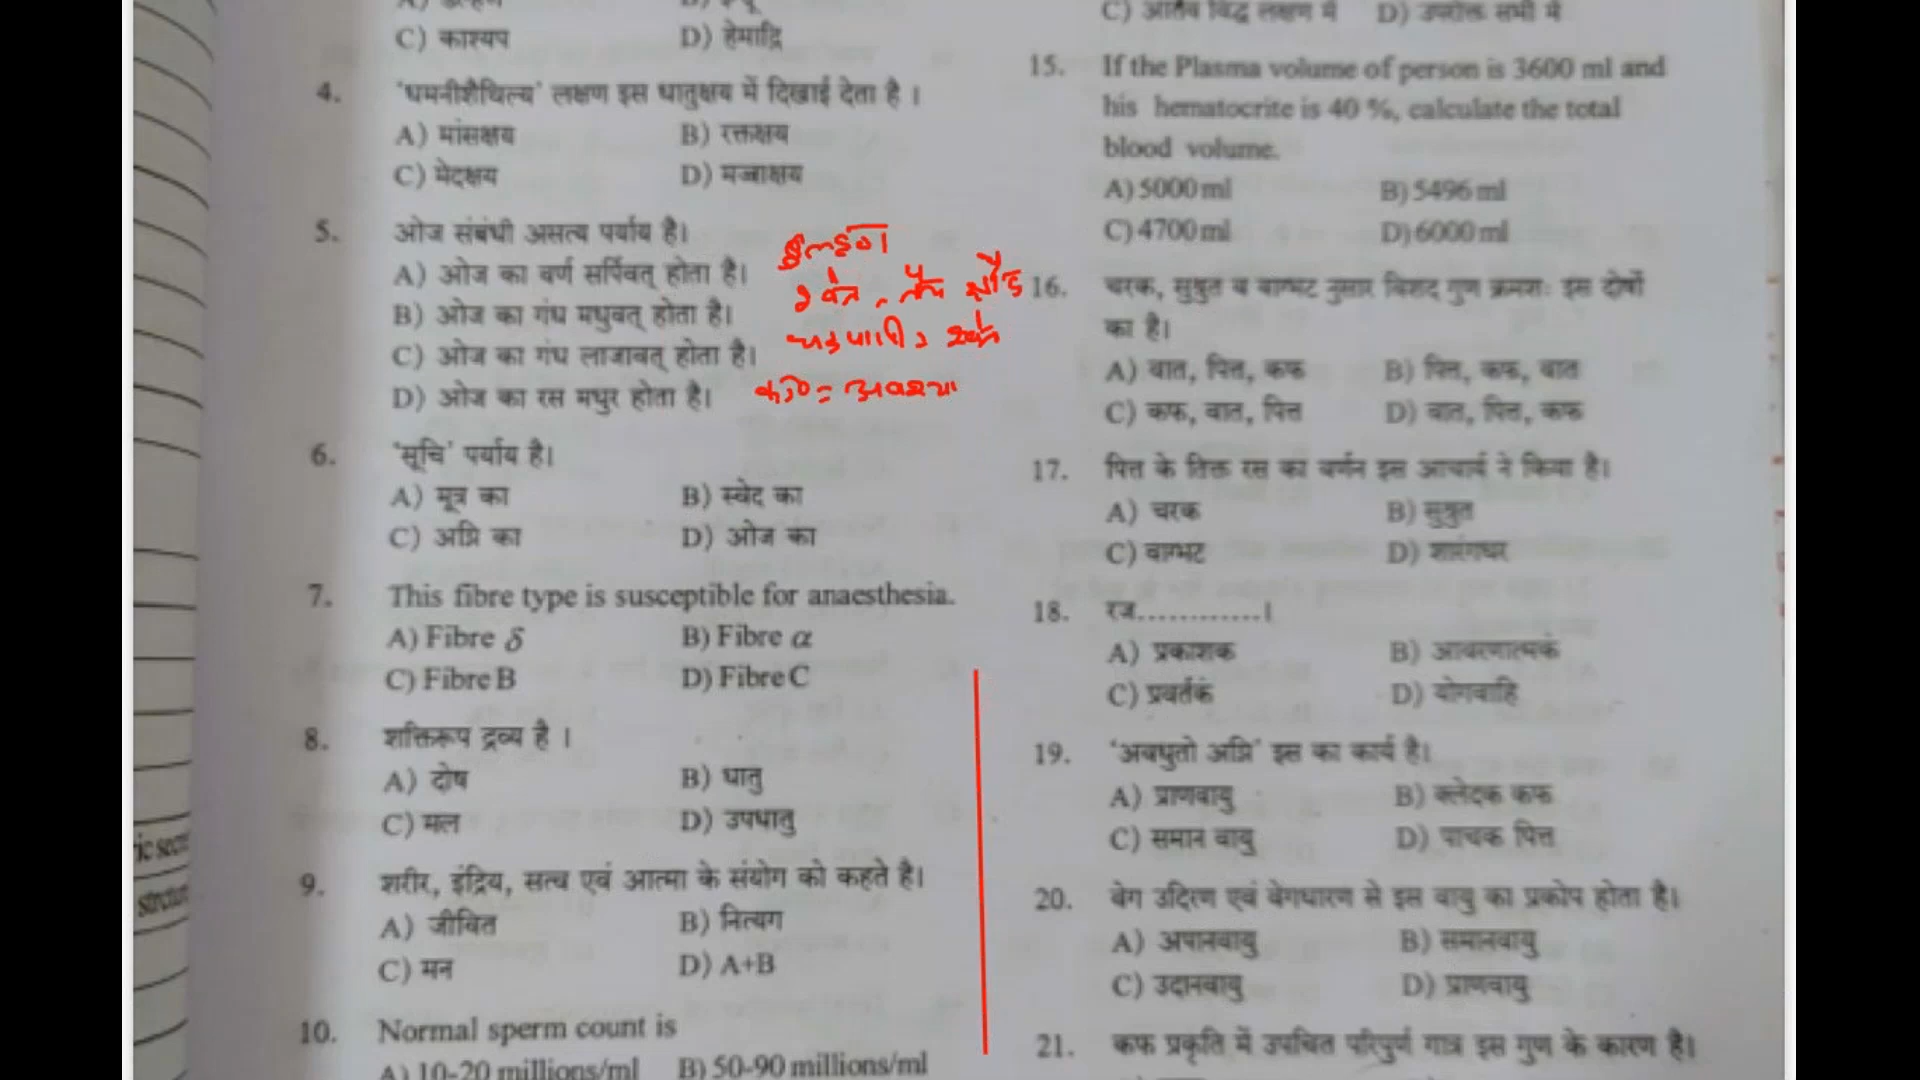 C) काश्यप D) हेमाद्रि
4. 'धमनीशैथिल्य' लक्षण इस धातुक्षय में दिखाई देता है ।
A) मांसक्षय B) रक्तक्षय
C) मेदक्षय D) मज्जाक्षय
5. ओज संबंधी असत्य पर्याय है।
A) ओज का वर्ण सर्पिवत् होता है।
B) ओज का गंध मधुवत् होता है।
C) ओज का गंध लाजावत् होता है।
D) ओज का रस मधुर होता है।
6. 'सूचि' पर्याय है।
A) मूत्र का B) स्वेद का
C) अग्नि का D) ओज का
7. This fibre type is susceptible for anaesthesia.
A) Fibre δ B) Fibre α
C) Fibre B D) Fibre C
8. शक्तिरूप द्रव्य है ।
A) दोष B) धातु
C) मल D) उपधातु
9. शरीर, इंद्रिय, सत्व एवं आत्मा के संयोग को कहते है।
A) जीवित B) नित्यग
C) मन D) A+B
10. Normal sperm count is
A) 10-20 millions/ml B) 50-90 millions/ml
C) आर्तव विद्ध लक्षण में D) उपरोक्त सभी में
15. If the Plasma volume of person is 3600 ml and
his hematocrite is 40 %, calculate the total
blood volume.
A) 5000 ml B) 5496 ml
C) 4700 ml D) 6000 ml
16. चरक, सुश्रुत व वाग्भट नुसार विशद गुण क्रमशः इस दोषों
का है।
A) वात, पित्त, कफ B) पित्त, कफ, वात
C) कफ, वात, पित्त D) वात, पित्त, कफ
17. पित्त के तिक्त रस का वर्णन इस आचार्य ने किया है।
A) चरक B) सुश्रुत
C) वाग्भट D) शारंगधर
18. रज............।
A) प्रकाशक B) आवरणात्मकं
C) प्रवर्तकं D) योगवाहि
19. 'अवधुतो अग्नि' इस का कार्य है।
A) प्राणवायु B) क्लेदक कफ
C) समान वायु D) पाचक पित्त
20. वेग उदिरण एवं वेगधारण से इस वायु का प्रकोप होता है।
A) अपानवायु B) समानवायु
C) उदानवायु D) प्राणवायु
21. कफ प्रकृति में उपचित परिपुर्ण गात्र इस गुण के कारण है।